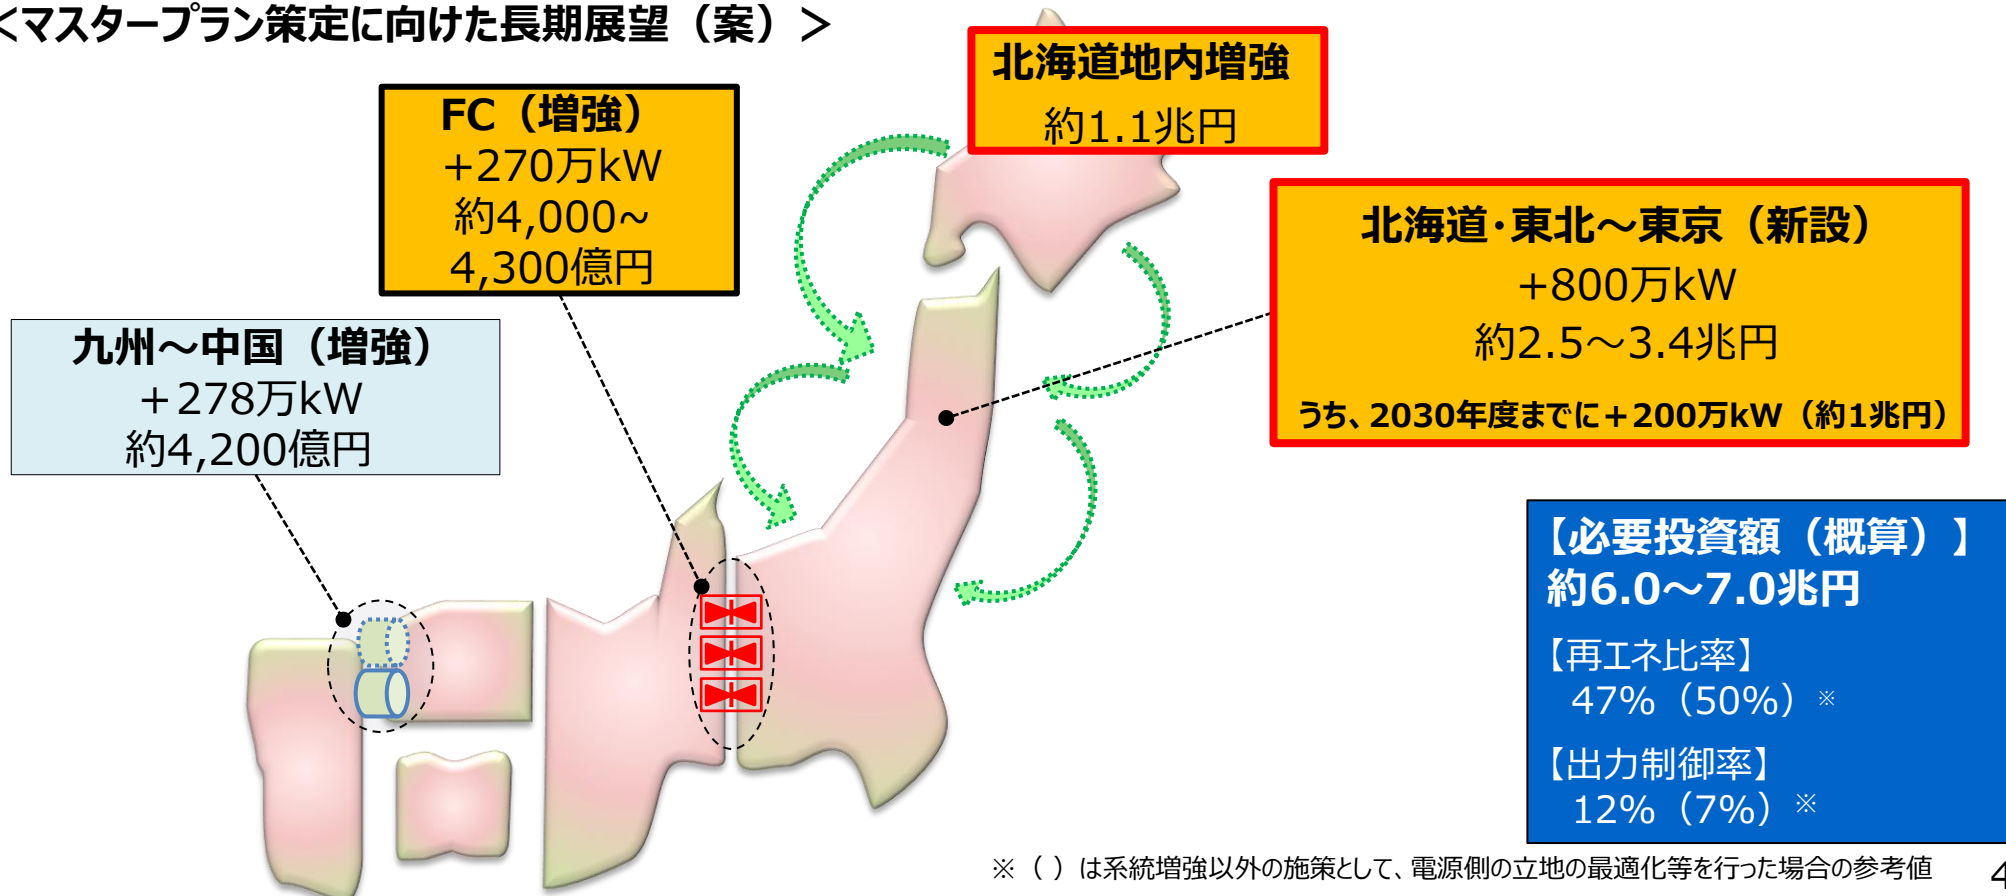 ＜マスタープラン策定に向けた長期展望（案）＞
北海道地内増強
約1.1兆円
FC（増強）
+270万kW
約4,000~
4,300億円
北海道･東北～東京（新設）
+800万kW
約2.5～3.4兆円
うち、2030年度までに+200万kW（約1兆円）
九州～中国（増強）
＋278万kW
約4,200億円
【必要投資額（概算）】
約6.0～7.0兆円
【再エネ比率】
47%（50%）※
【出力制御率】
12%（7%）※
※（ ）は系統増強以外の施策として、電源側の立地の最適化等を行った場合の参考値
4